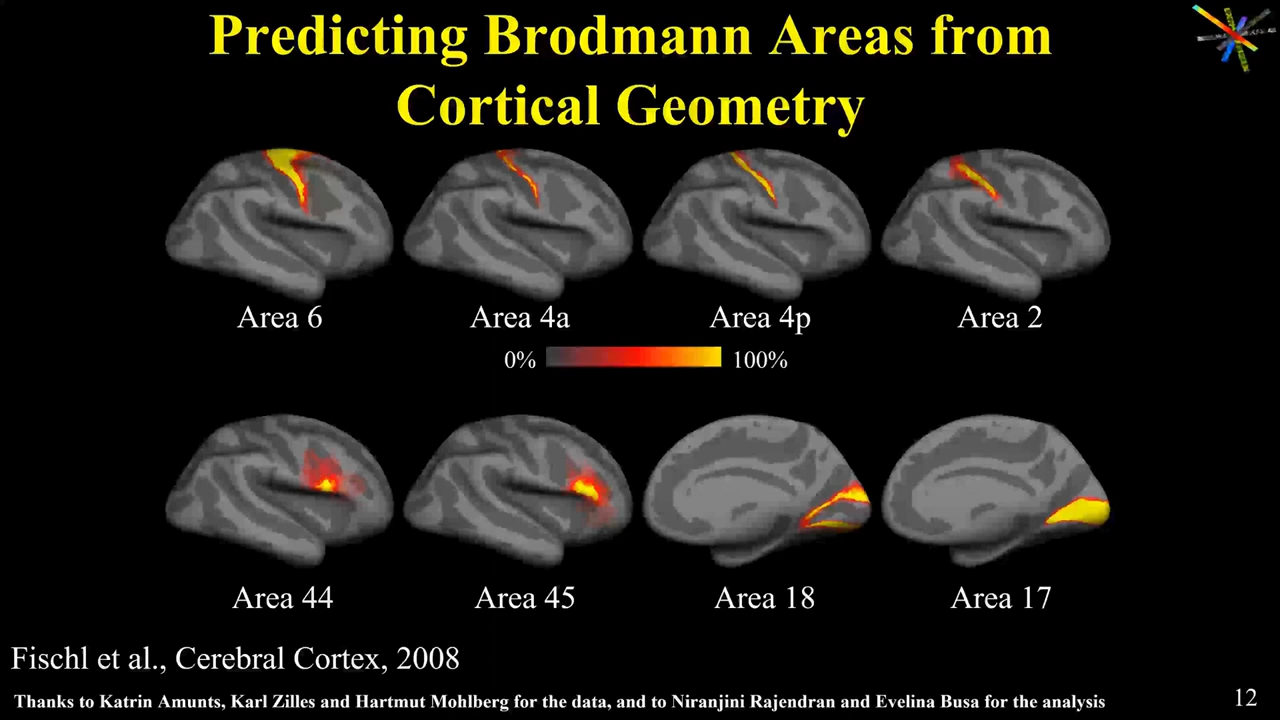 Predicting Brodmann Areas from
Cortical Geometry
Area 6
Area 4a
Area 4p
Area 2
0%
100%
Area 44
Area 45
Area 18
Area 17
Fischl et al., Cerebral Cortex, 2008
Thanks to Katrin Amunts, Karl Zilles and Hartmut Mohlberg for the data, and to Niranjini Rajendran and Evelina Busa for the analysis
12